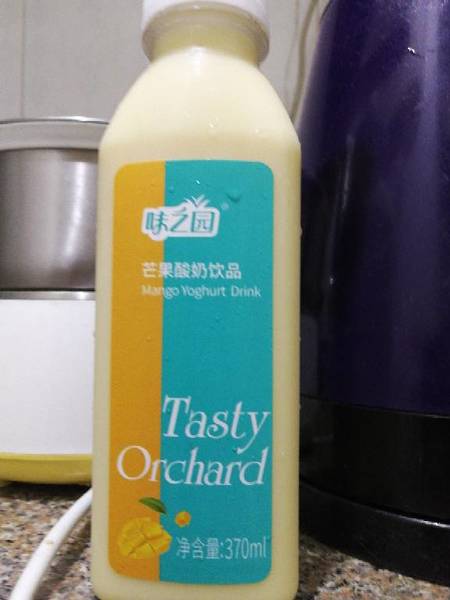 味之园®
芒果酸奶饮品
Mango Yoghurt Drink
Tasty
Orchard
净含量:370ml